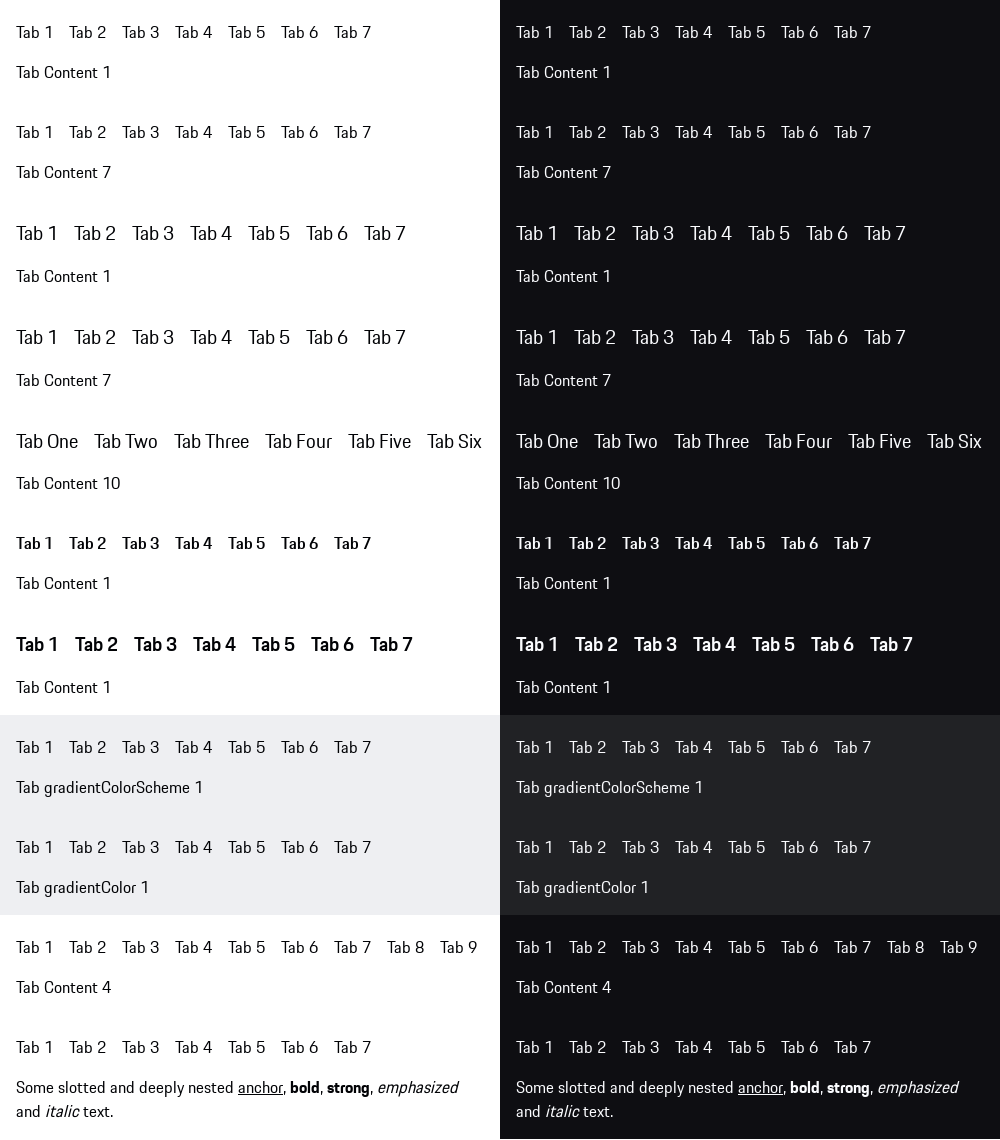 Tab 1 Tab 2 Tab 3 Tab 4 Tab 5 Tab 6 Tab 7
Tab Content 1
Tab 1 Tab 2 Tab 3 Tab 4 Tab 5 Tab 6 Tab 7
Tab Content 7
Tab 1 Tab 2 Tab 3 Tab 4 Tab 5 Tab 6 Tab 7
Tab Content 1
Tab 1 Tab 2 Tab 3 Tab 4 Tab 5 Tab 6 Tab 7
Tab Content 7
Tab One Tab Two Tab Three Tab Four Tab Five Tab Six
Tab Content 10
Tab 1 Tab 2 Tab 3 Tab 4 Tab 5 Tab 6 Tab 7
Tab Content 1
Tab 1 Tab 2 Tab 3 Tab 4 Tab 5 Tab 6 Tab 7
Tab Content 1
Tab 1 Tab 2 Tab 3 Tab 4 Tab 5 Tab 6 Tab 7
Tab gradientColorScheme 1
Tab 1 Tab 2 Tab 3 Tab 4 Tab 5 Tab 6 Tab 7
Tab gradientColor 1
Tab 1 Tab 2 Tab 3 Tab 4 Tab 5 Tab 6 Tab 7 Tab 8 Tab 9
Tab Content 4
Tab 1 Tab 2 Tab 3 Tab 4 Tab 5 Tab 6 Tab 7
Some slotted and deeply nested anchor, bold, strong, emphasized
and italic text.
Tab 1 Tab 2 Tab 3 Tab 4 Tab 5 Tab 6 Tab 7
Tab Content 1
Tab 1 Tab 2 Tab 3 Tab 4 Tab 5 Tab 6 Tab 7
Tab Content 7
Tab 1 Tab 2 Tab 3 Tab 4 Tab 5 Tab 6 Tab 7
Tab Content 1
Tab 1 Tab 2 Tab 3 Tab 4 Tab 5 Tab 6 Tab 7
Tab Content 7
Tab One Tab Two Tab Three Tab Four Tab Five Tab Six
Tab Content 10
Tab 1 Tab 2 Tab 3 Tab 4 Tab 5 Tab 6 Tab 7
Tab Content 1
Tab 1 Tab 2 Tab 3 Tab 4 Tab 5 Tab 6 Tab 7
Tab Content 1
Tab 1 Tab 2 Tab 3 Tab 4 Tab 5 Tab 6 Tab 7
Tab gradientColorScheme 1
Tab 1 Tab 2 Tab 3 Tab 4 Tab 5 Tab 6 Tab 7
Tab gradientColor 1
Tab 1 Tab 2 Tab 3 Tab 4 Tab 5 Tab 6 Tab 7 Tab 8 Tab 9
Tab Content 4
Tab 1 Tab 2 Tab 3 Tab 4 Tab 5 Tab 6 Tab 7
Some slotted and deeply nested anchor, bold, strong, emphasized
and italic text.